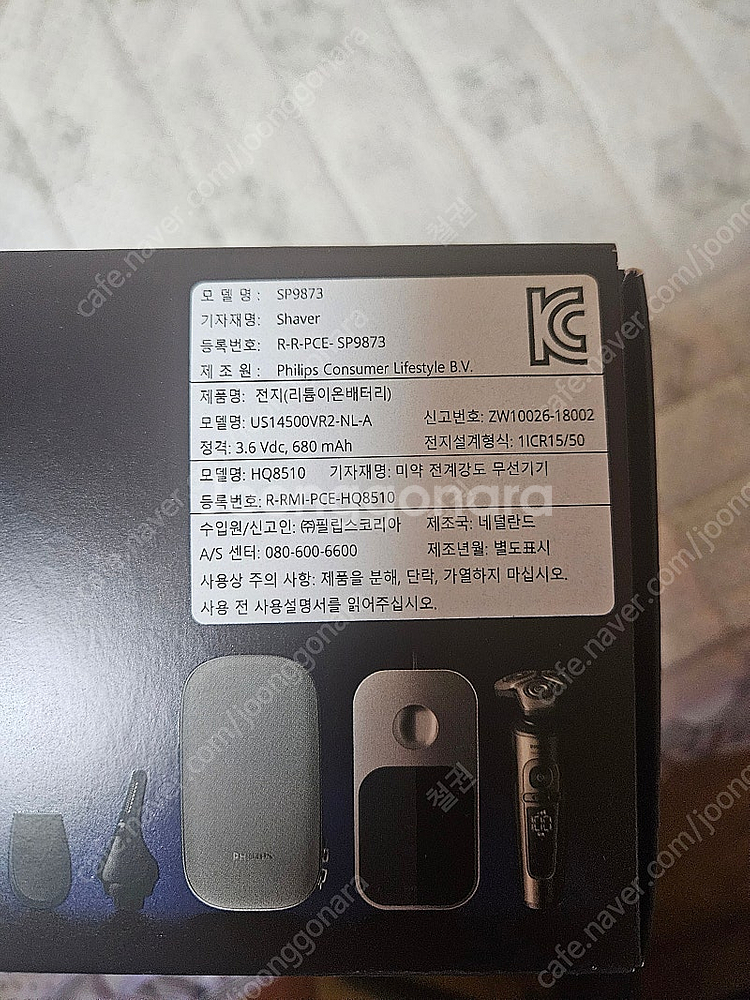 모 델 명 : SP9873
기자재명: Shaver
등록번호: R-R-PCE- SP9873
제 조 원 : Philips Consumer Lifestyle B.V.
제품명: 전지(리튬이온배터리)
모델명: US14500VR2-NL-A 신고번호: ZW10026-18002
정격: 3.6 Vdc, 680 mAh 전지설계형식: 1ICR15/50
모델명: HQ8510 기자재명: 미약 전계강도 무선기기
등록번호: R-RMI-PCE-HQ8510
수입원/신고인: ㈜필립스코리아 제조국: 네덜란드
A/S 센터: 080-600-6600 제조년월: 별도표시
사용상 주의 사항: 제품을 분해, 단락, 가열하지 마십시오.
사용 전 사용설명서를 읽어주십시오.
PHILIPS
cafe.naver.com/joonggonara
철권
joonggonara